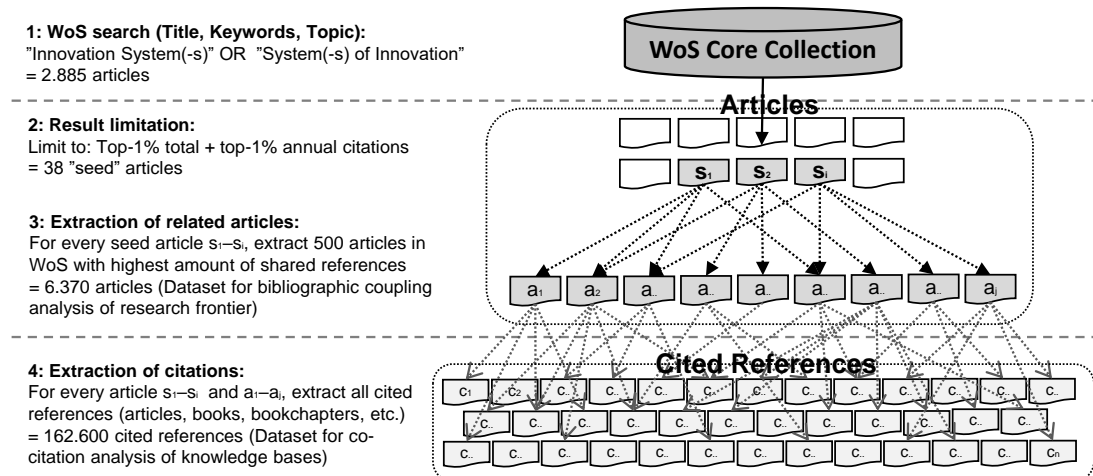 1: WoS search (Title, Keywords, Topic):
”Innovation System(-s)” OR ”System(-s) of Innovation”
= 2.885 articles
WoS Core Collection
Articles
2: Result limitation:
Limit to: Top-1% total + top-1% annual citations
= 38 ”seed” articles
s₁ s₂ sᵢ
3: Extraction of related articles:
For every seed article s₁–sᵢ, extract 500 articles in
WoS with highest amount of shared references
= 6.370 articles (Dataset for bibliographic coupling
analysis of research frontier)
a₁ a₂ a.. a.. a.. a.. a.. a.. aⱼ
Cited References
4: Extraction of citations:
For every article s₁–sᵢ and a₁–aⱼ, extract all cited
references (articles, books, bookchapters, etc.)
= 162.600 cited references (Dataset for co-
citation analysis of knowledge bases)
c₁ c₂ c.. c.. c.. c.. c.. c.. c.. c.. c..
c.. c.. c.. c.. c.. c.. c.. c.. c.. c..
c.. c.. c.. c.. c.. c.. c.. c.. c.. c.. cₙ